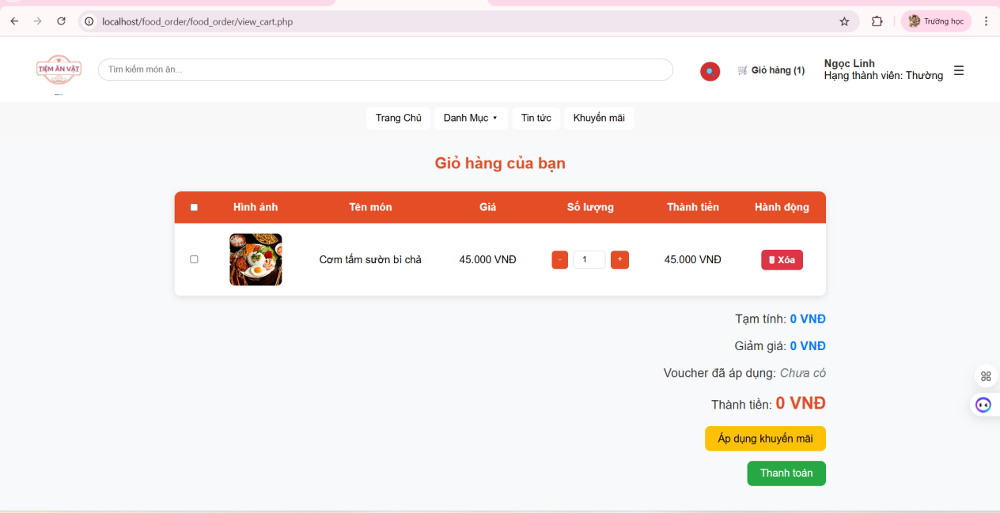 localhost/food_order/food_order/view_cart.php
Trường học
TIỆM ĂN VẶT
Tìm kiếm món ăn...
Giỏ hàng (1)
Ngọc Linh
Hạng thành viên: Thường
Trang Chủ
Danh Mục
Tin tức
Khuyến mãi
Giỏ hàng của bạn
Hình ảnh Tên món Giá Số lượng Thành tiền Hành động
Cơm tấm sườn bì chả 45.000 VNĐ - 1 + 45.000 VNĐ Xóa
Tạm tính: 0 VNĐ
Giảm giá: 0 VNĐ
Voucher đã áp dụng: Chưa có
Thành tiền: 0 VNĐ
Áp dụng khuyến mãi
Thanh toán